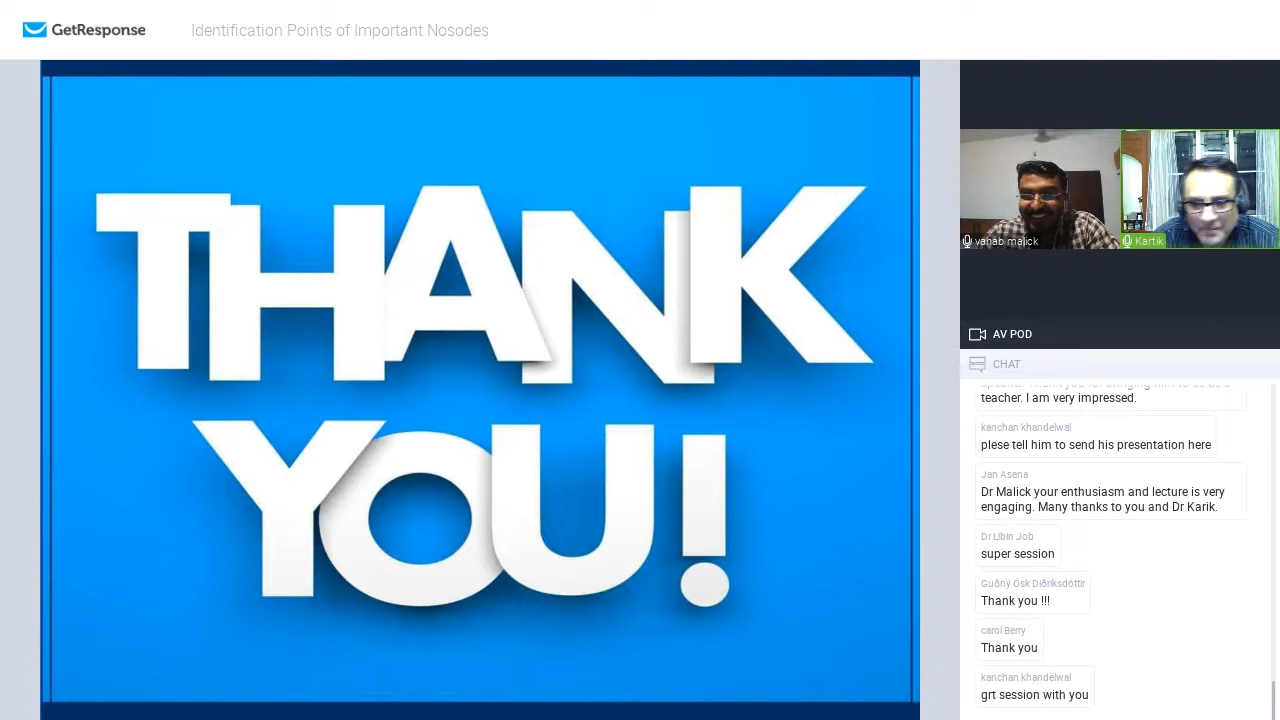 GetResponse
Identification Points of Important Nosodes
THANK
YOU!
vahab malick
Kartik
AV POD
CHAT
teacher. I am very impressed.
kanchan khandelwal
plese tell him to send his presentation here
Jan Asena
Dr Malick your enthusiasm and lecture is very
engaging. Many thanks to you and Dr Karik.
Dr Libin Job
super session
Guðný Ósk Diðriksdóttir
Thank you !!!
carol Berry
Thank you
kanchan khandelwal
grt session with you